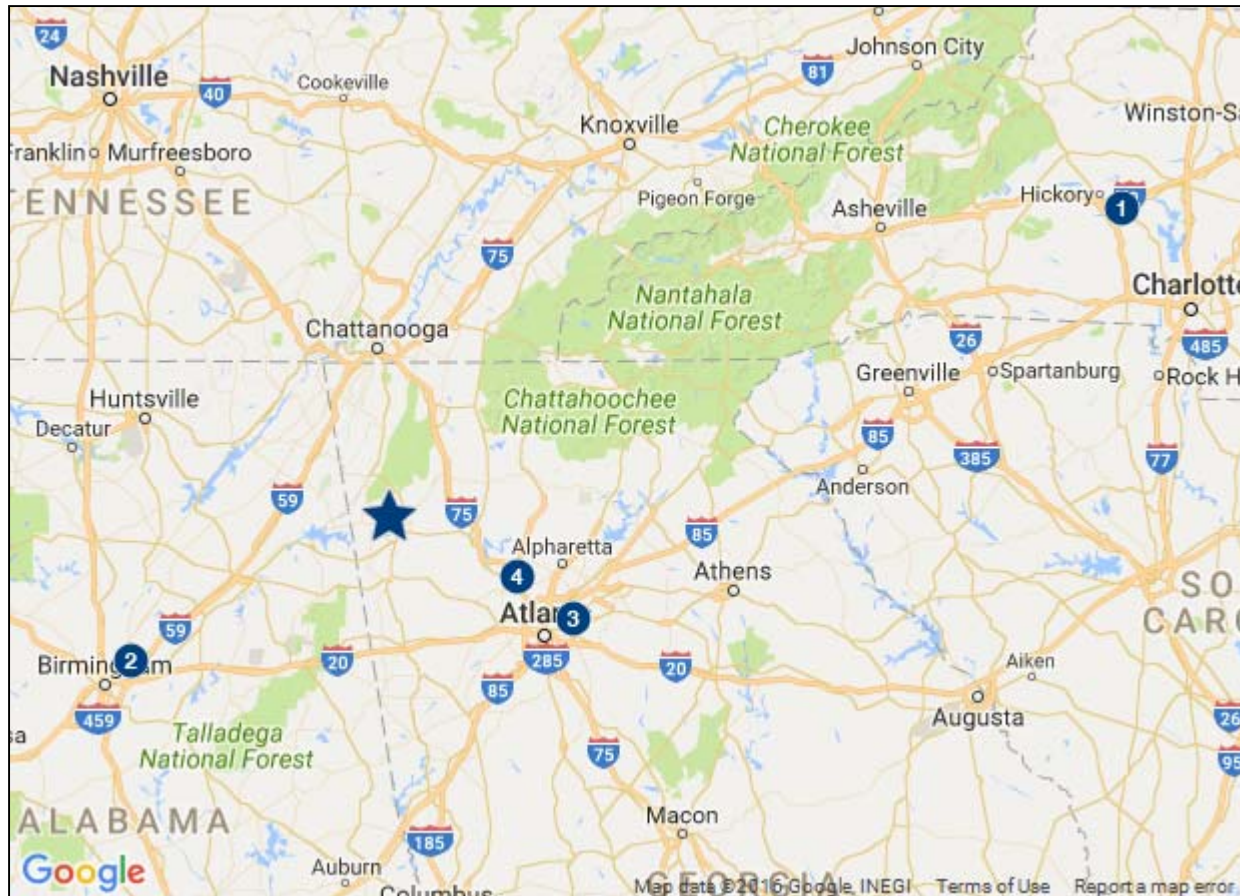 24
Nashville
40
Cookeville
81
Johnson City
Knoxville
Cherokee
National Forest
Winston-Sa
Franklin
Murfreesboro
ENNESSEE
Pigeon Forge
Hickory
1
Asheville
75
Nantahala
National Forest
Charlotte
Chattanooga
26
485
Greenville
Spartanburg
Rock H
Huntsville
Chattahoochee
National Forest
Decatur
85
385
77
Anderson
59
75
85
Alpharetta
4
Athens
SO
CARO
3
59
2
Birmingham
20
285
20
Aiken
85
459
Augusta
26
sa
Talladega
National Forest
75
95
ALABAMA
Macon
185
Auburn
GEORGIA
Google
Columbus
Map data ©2016 Google, INEGI
Terms of Use
Report a map error